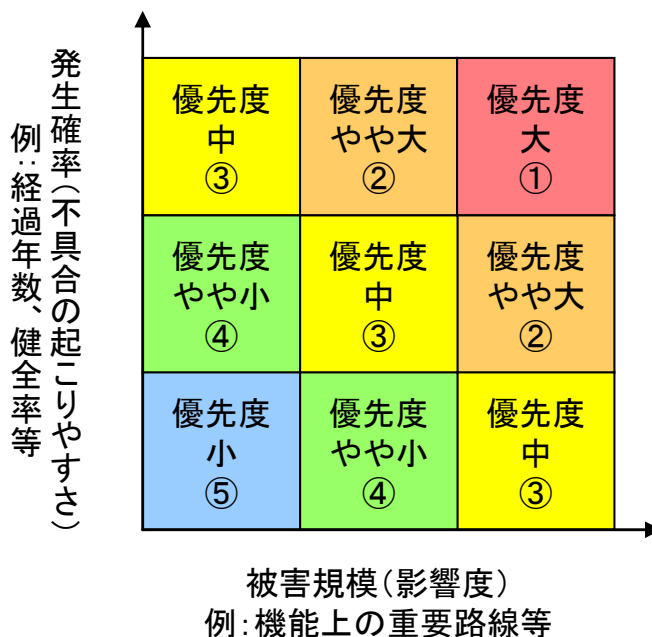 発生確率(不具合の起こりやすさ)
例:経過年数、健全率等
優先度
中
③
優先度
やや大
②
優先度
大
①
優先度
やや小
④
優先度
中
③
優先度
やや大
②
優先度
小
⑤
優先度
やや小
④
優先度
中
③
被害規模(影響度)
例:機能上の重要路線等